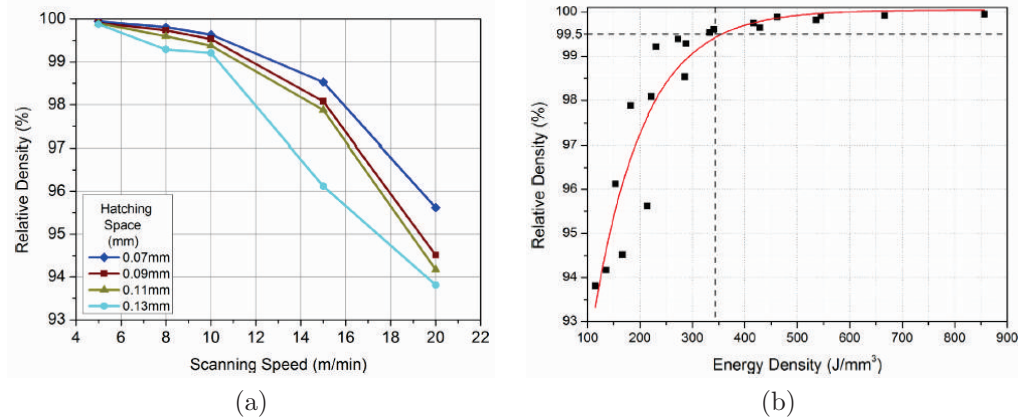 100
99
98
97
96
95
94
93
Relative Density (%)
Hatching
Space
(mm)
0.07mm
0.09mm
0.11mm
0.13mm
4 6 8 10 12 14 16 18 20 22
Scanning Speed (m/min)
(a)
100
99.5
98
97
96
95
94
93
Relative Density (%)
100 200 300 400 500 600 700 800 900
Energy Density (J/mm³)
(b)